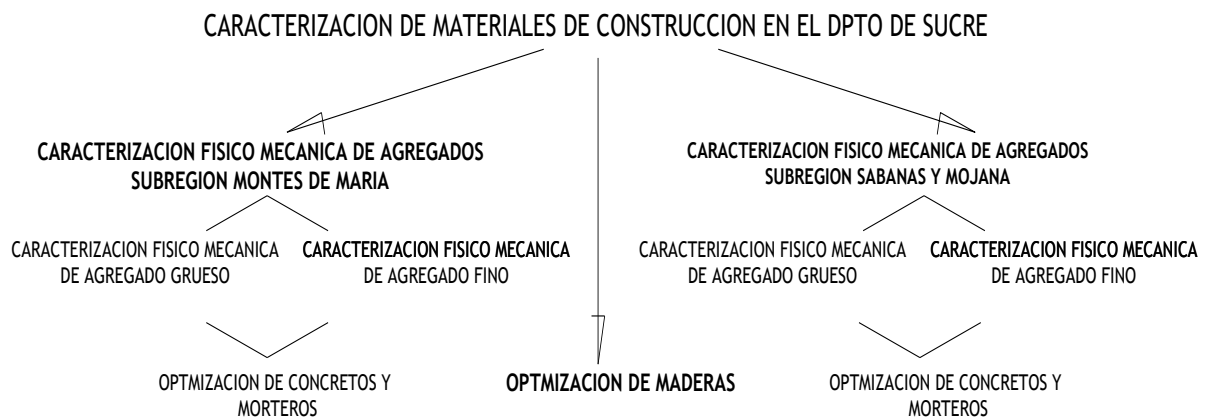 CARACTERIZACION DE MATERIALES DE CONSTRUCCION EN EL DPTO DE SUCRE
CARACTERIZACION FISICO MECANICA DE AGREGADOS
SUBREGION MONTES DE MARIA
CARACTERIZACION FISICO MECANICA DE AGREGADOS
SUBREGION SABANAS Y MOJANA
CARACTERIZACION FISICO MECANICA
DE AGREGADO GRUESO
CARACTERIZACION FISICO MECANICA
DE AGREGADO FINO
CARACTERIZACION FISICO MECANICA
DE AGREGADO GRUESO
CARACTERIZACION FISICO MECANICA
DE AGREGADO FINO
OPTMIZACION DE CONCRETOS Y
MORTEROS
OPTMIZACION DE MADERAS
OPTMIZACION DE CONCRETOS Y
MORTEROS